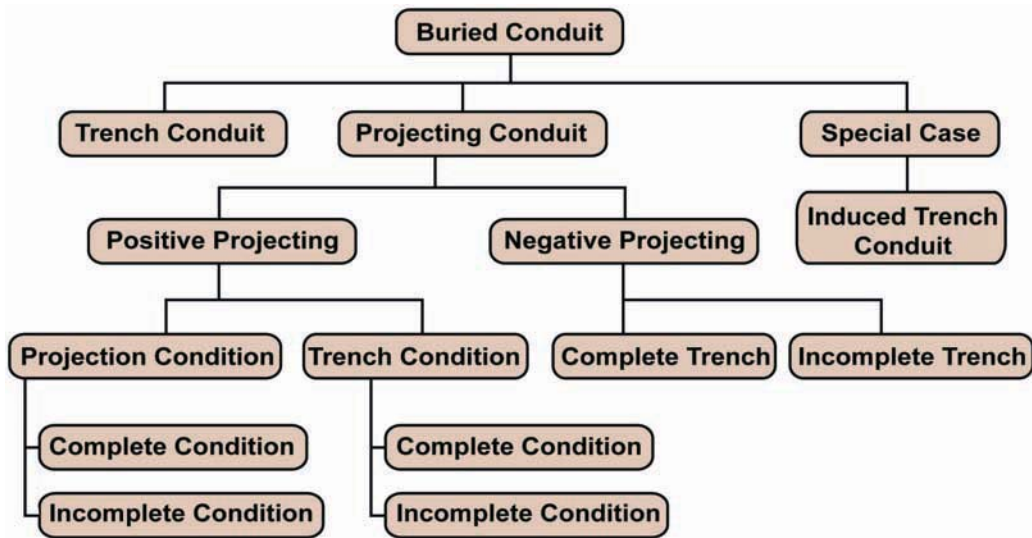 Buried Conduit
Trench Conduit
Projecting Conduit
Special Case
Induced Trench
Conduit
Positive Projecting
Negative Projecting
Projection Condition
Trench Condition
Complete Trench
Incomplete Trench
Complete Condition
Complete Condition
Incomplete Condition
Incomplete Condition